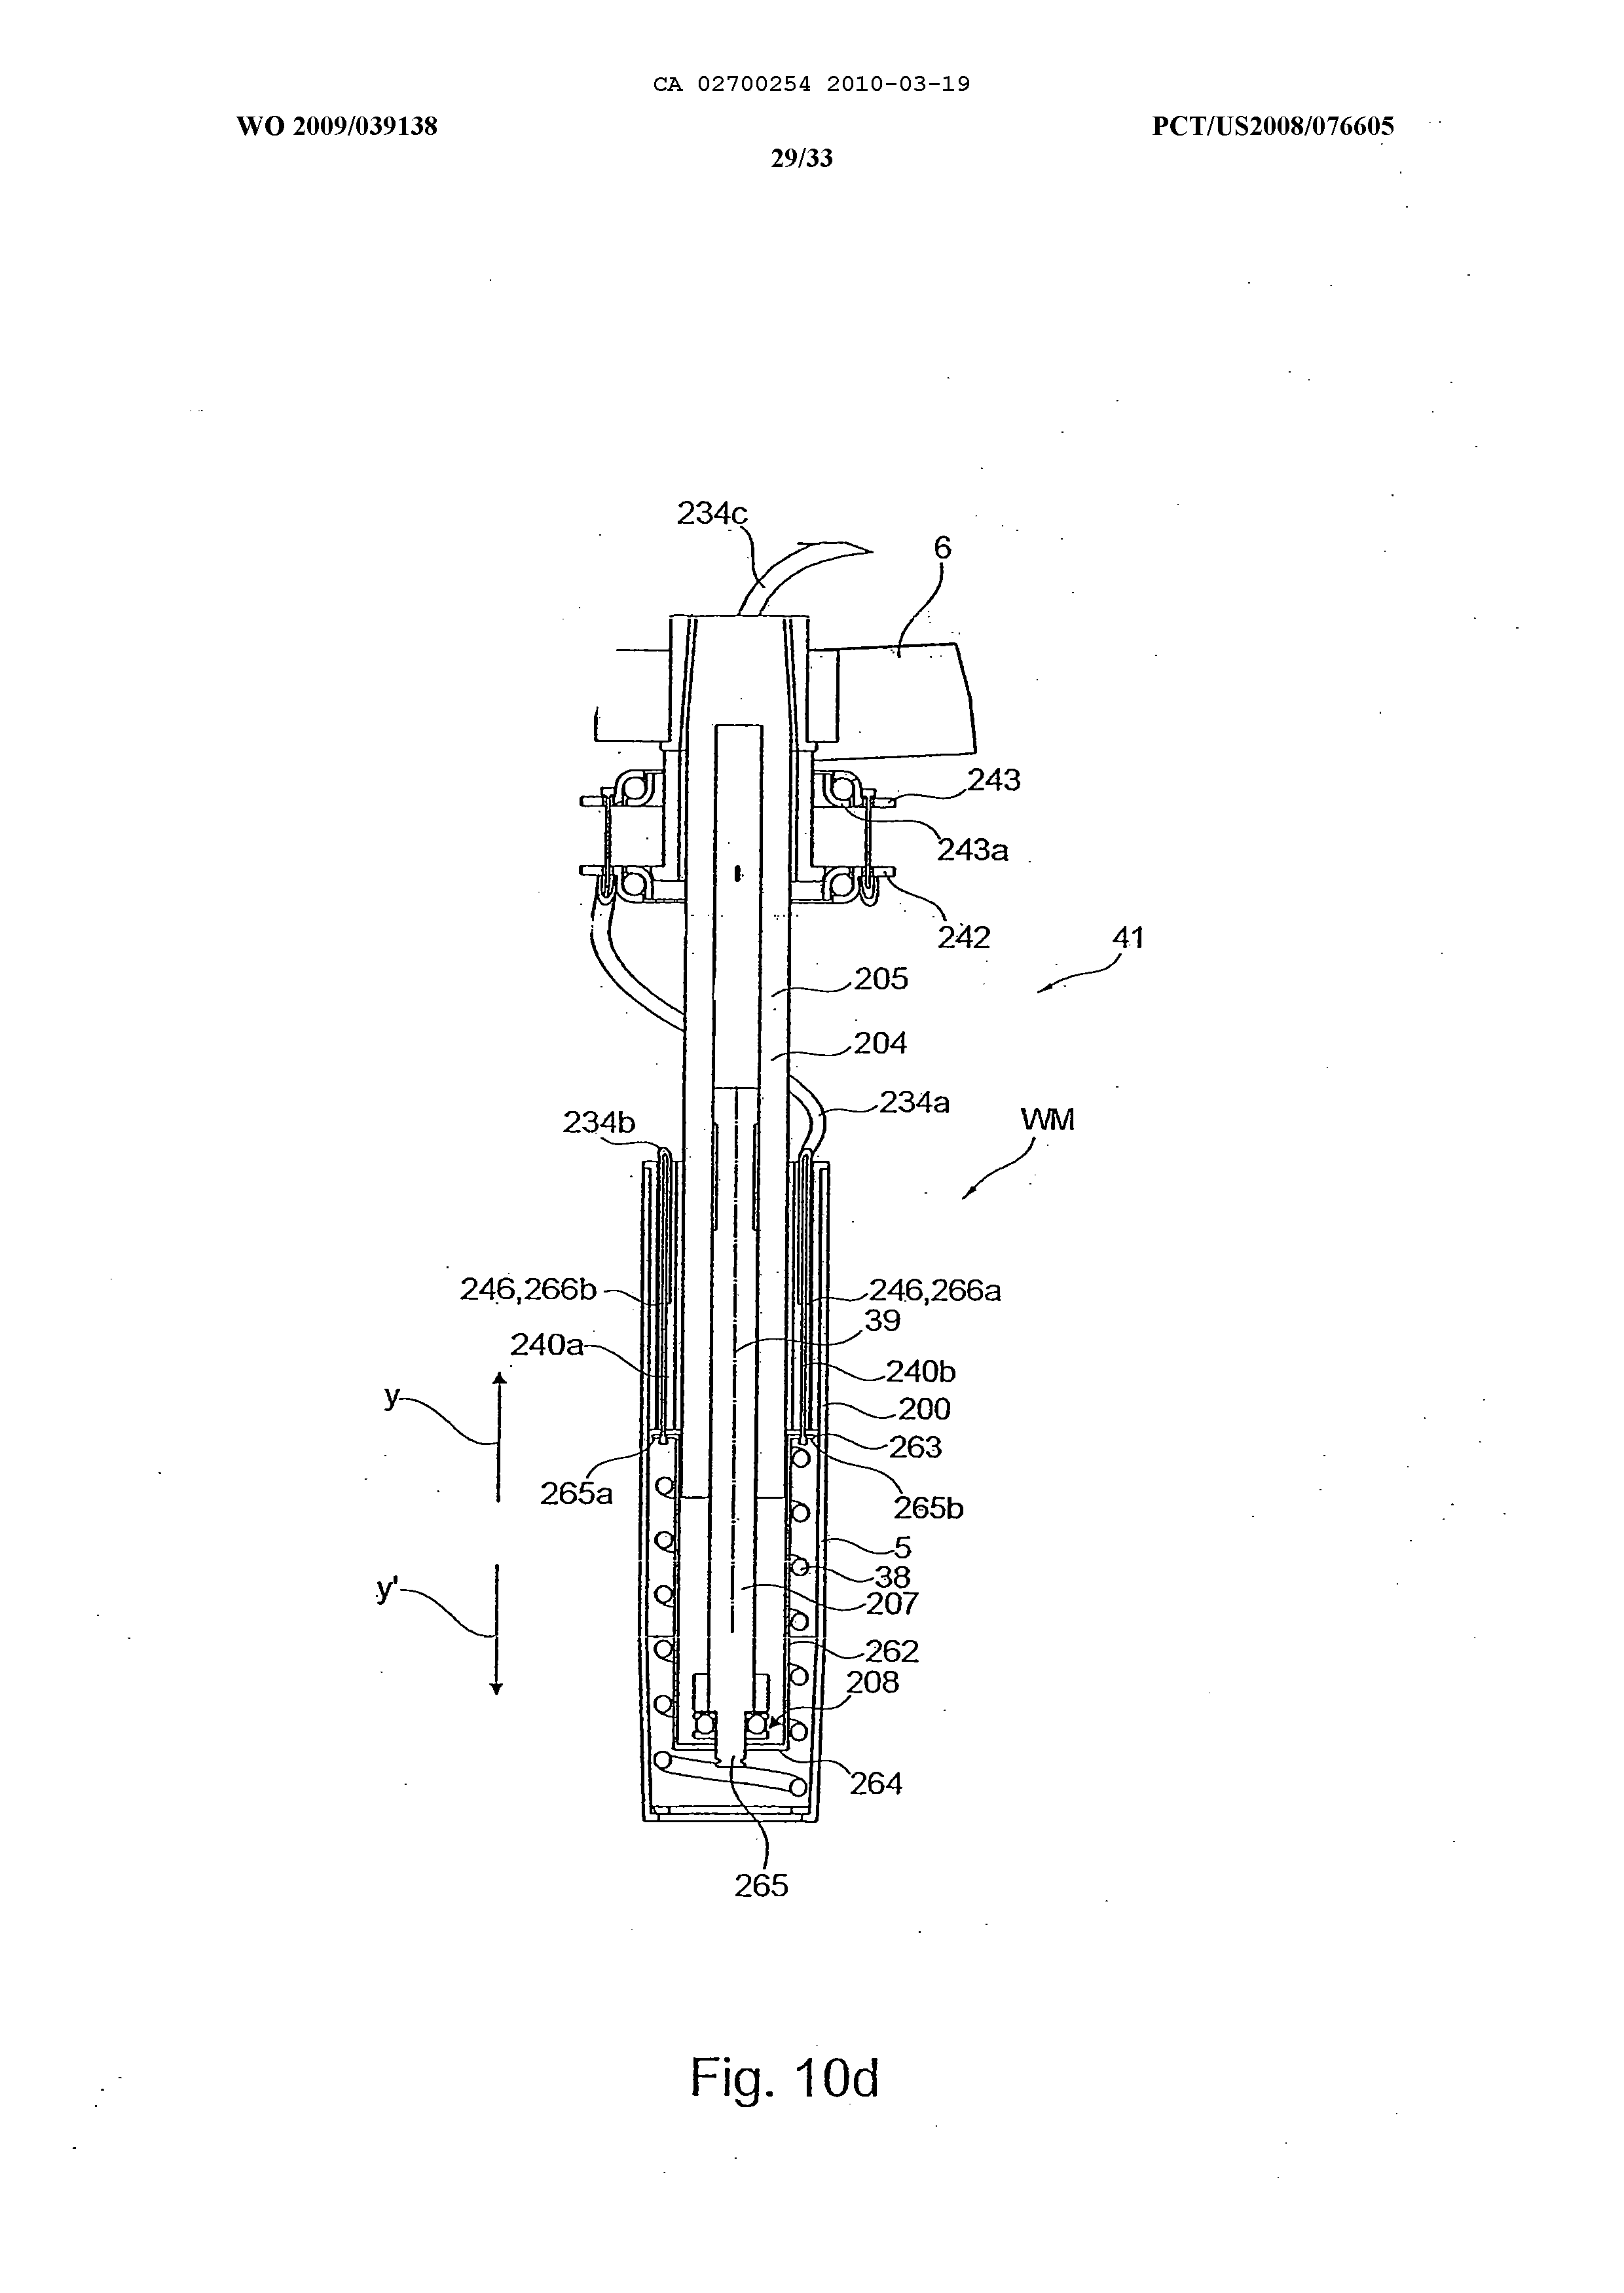 CA 02700254 2010-03-19
WO 2009/039138
PCT/US2008/076605
29/33
234c
6
243
243a
242
41
205
204
234a
234b
WM
246,266b
246,266a
39
240a
240b
y
200
263
265a
265b
5
38
y'
207
262
208
264
265
Fig. 10d